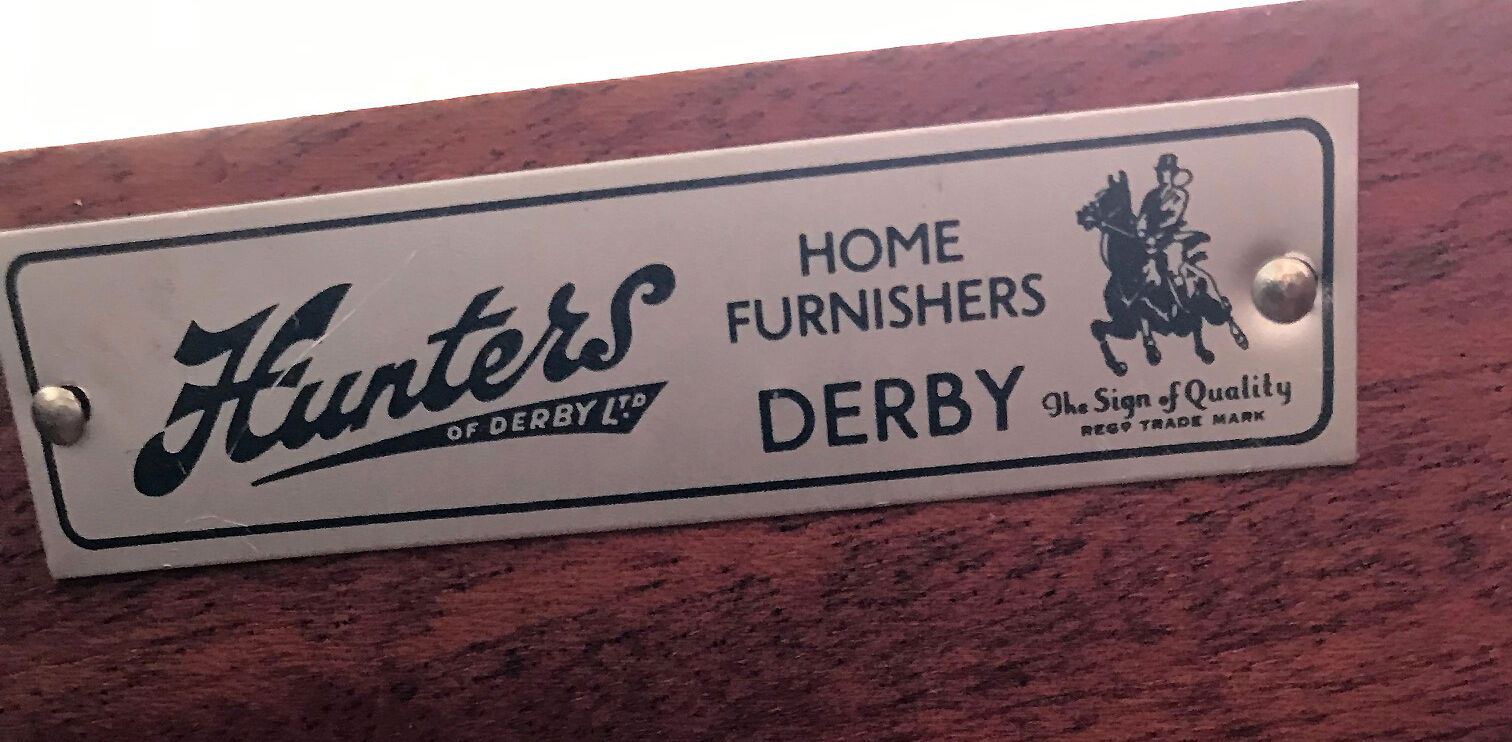 Hunters
OF DERBY LTD
HOME
FURNISHERS
DERBY
The Sign of Quality
REGD TRADE MARK